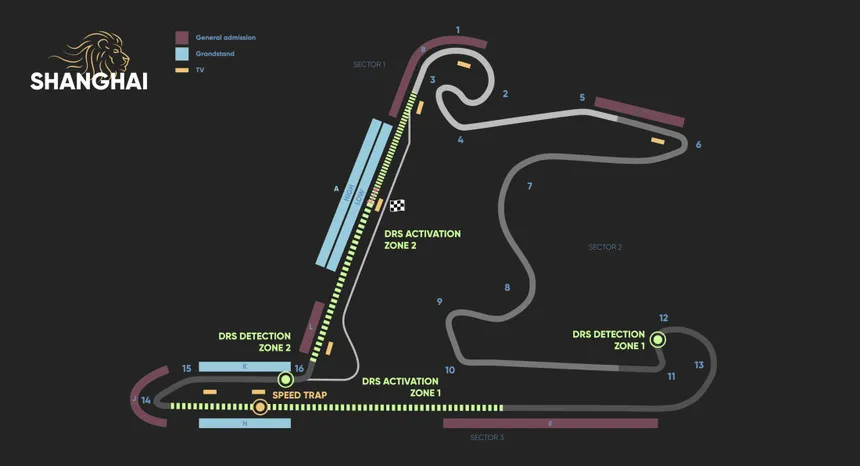 SHANGHAI
General admission
Grandstand
TV
SECTOR 1
1
B
3
2
4
5
6
7
A
HIGH
LOW
DRS ACTIVATION
ZONE 2
SECTOR 2
8
9
10
12
DRS DETECTION
ZONE 1
11
13
L
DRS DETECTION
ZONE 2
15
K
16
DRS ACTIVATION
ZONE 1
SPEED TRAP
J
14
H
F
SECTOR 3